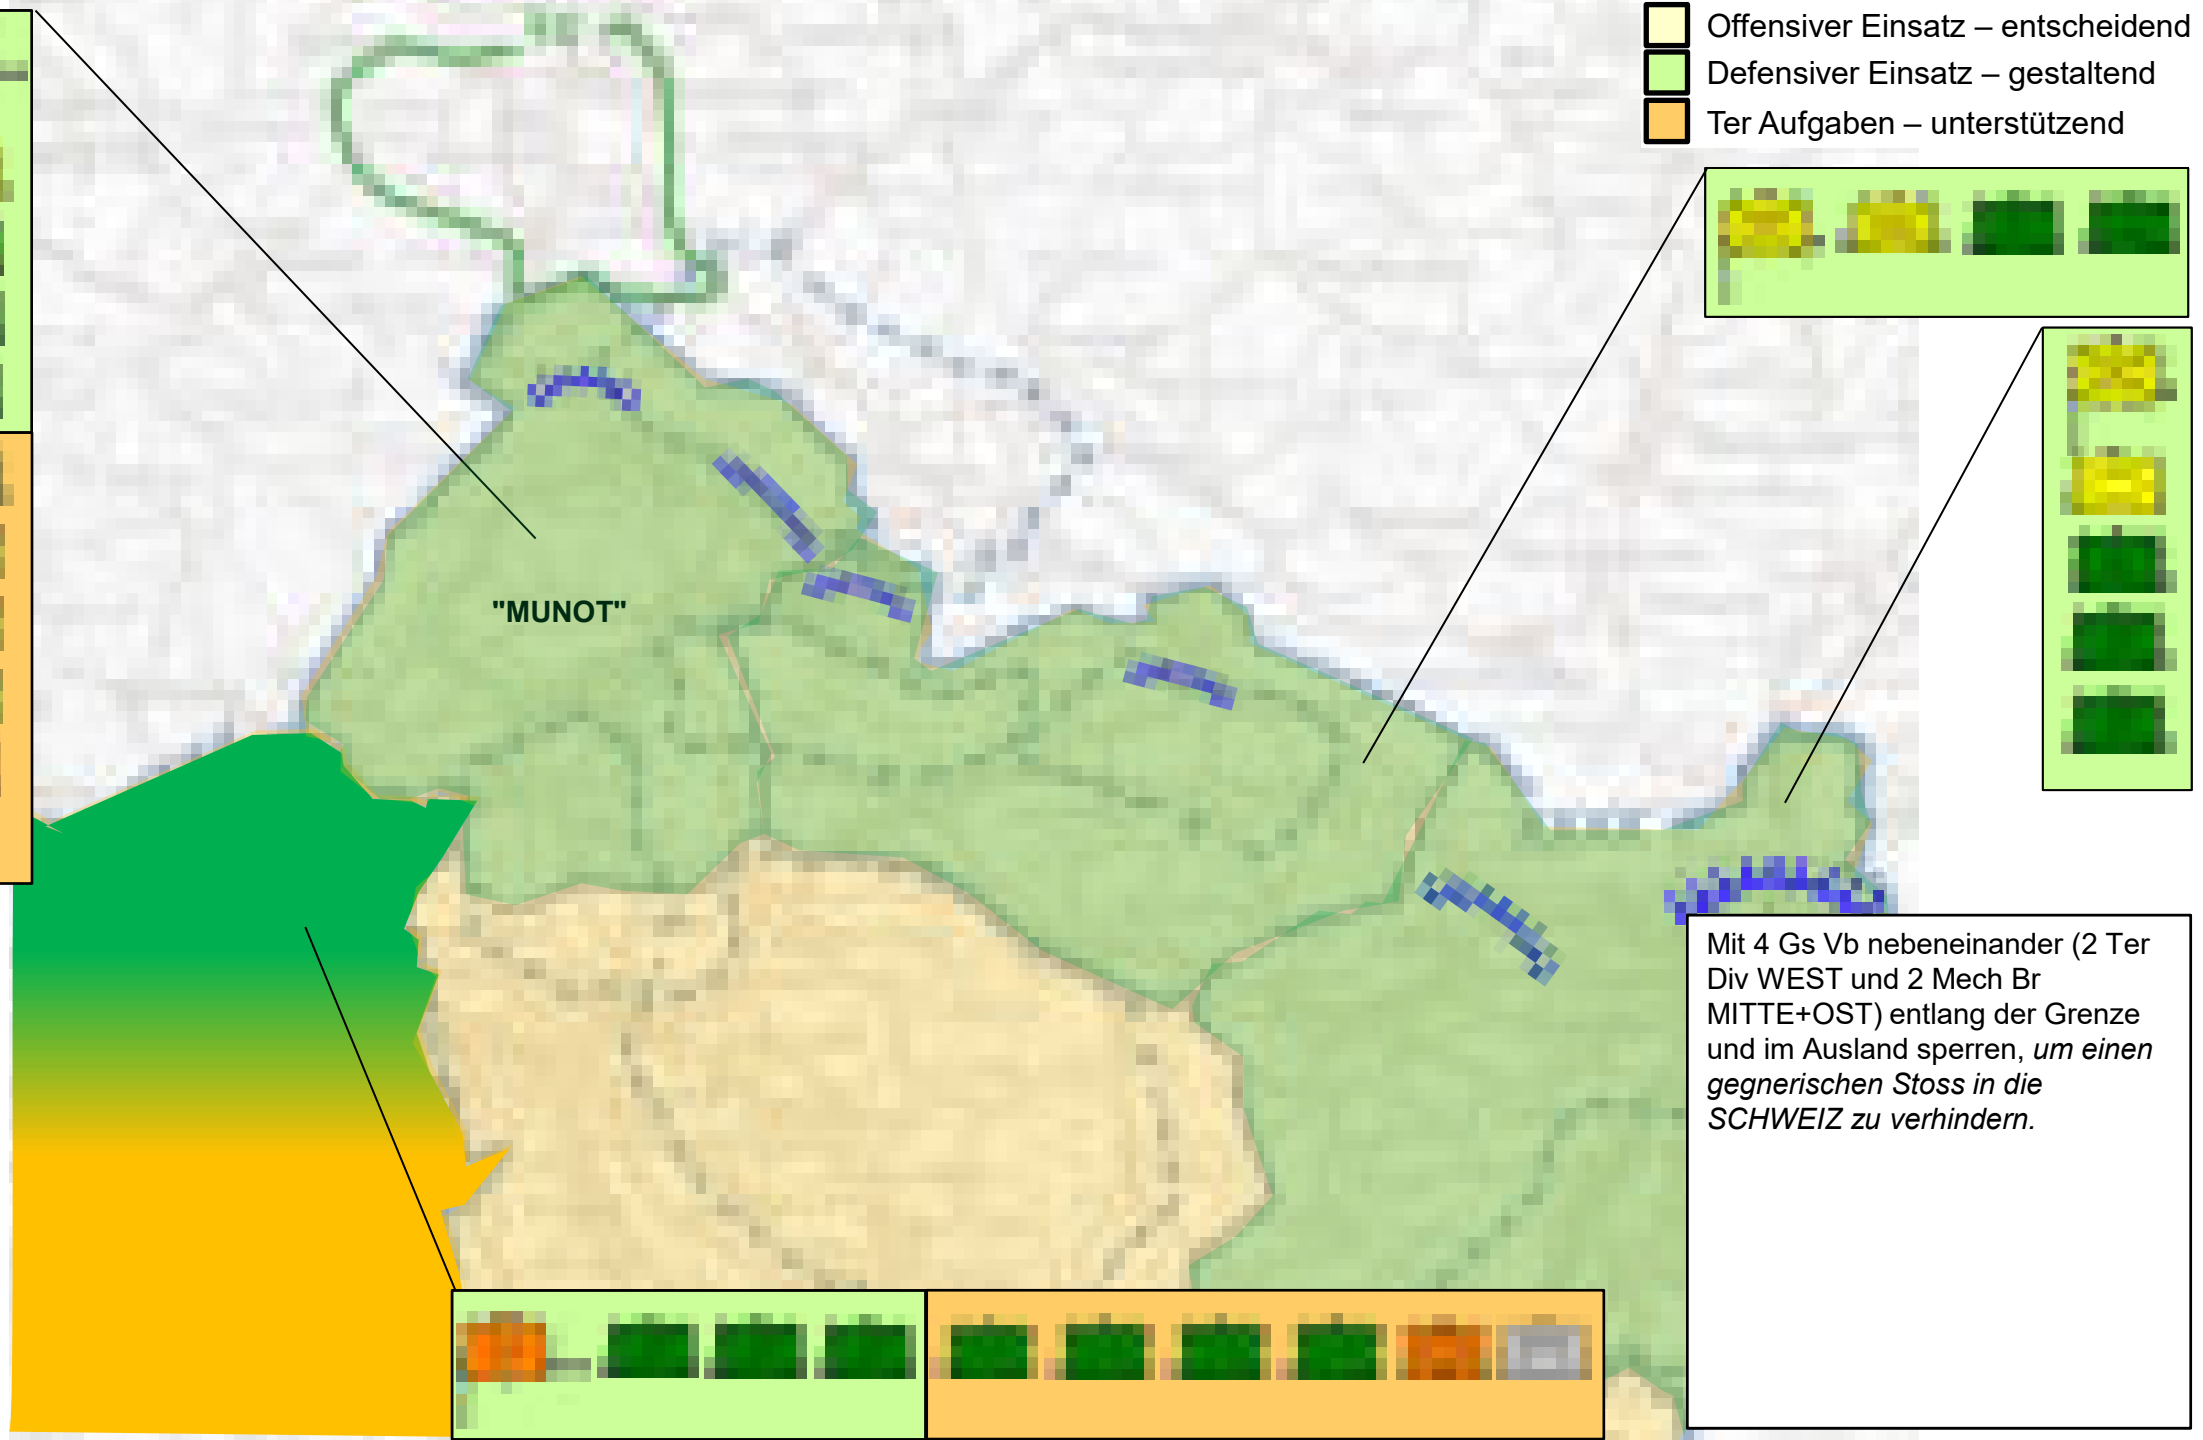 Offensiver Einsatz – entscheidend
Defensiver Einsatz – gestaltend
Ter Aufgaben – unterstützend
"MUNOT"
Mit 4 Gs Vb nebeneinander (2 Ter
Div WEST und 2 Mech Br
MITTE+OST) entlang der Grenze
und im Ausland sperren, um einen
gegnerischen Stoss in die
SCHWEIZ zu verhindern.